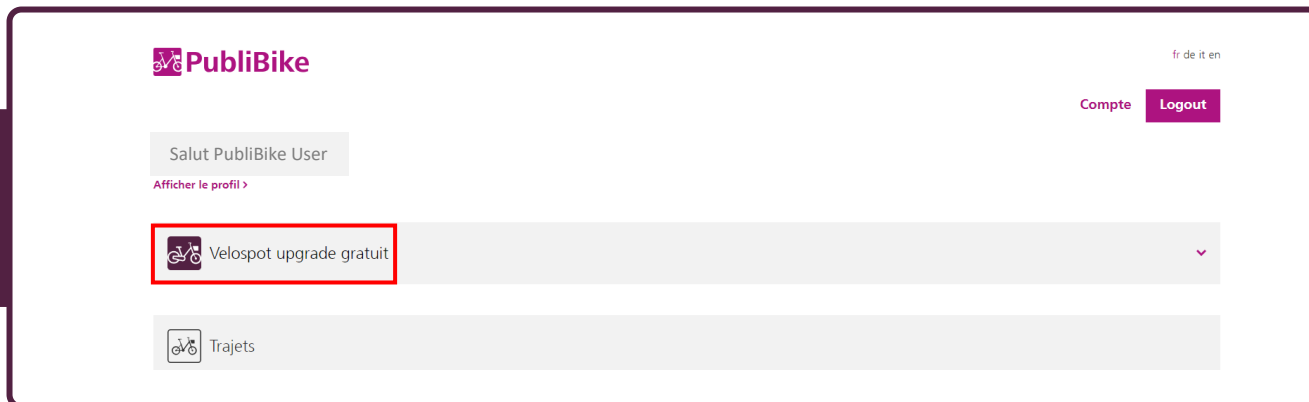 PubliBike
fr de it en
Compte Logout
Salut PubliBike User
Afficher le profil >
Velospot upgrade gratuit
Trajets